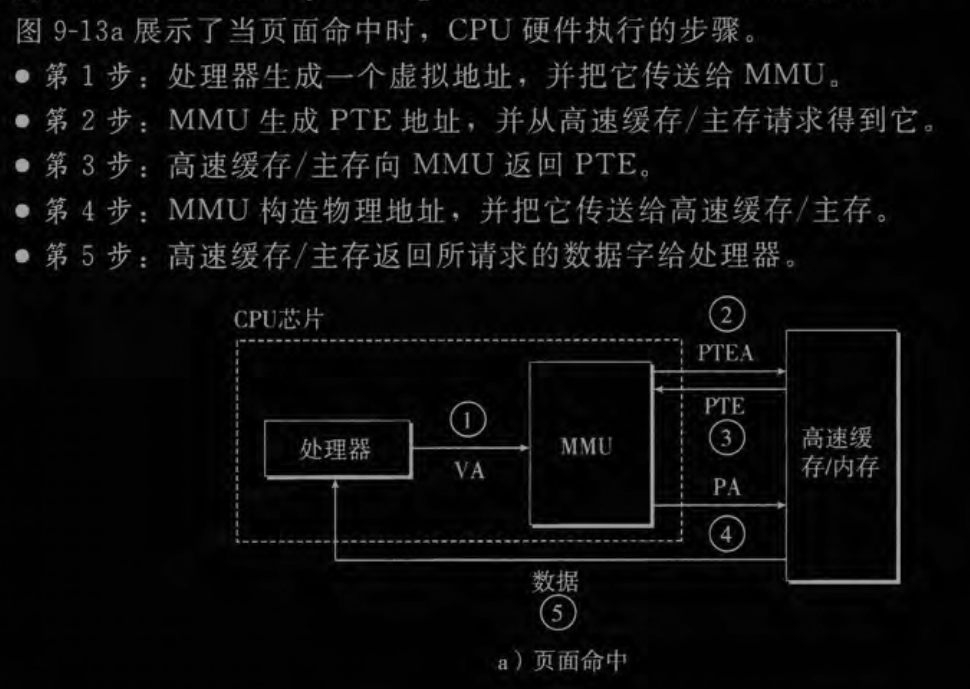 图 9-13a 展示了当页面命中时，CPU 硬件执行的步骤。
● 第 1 步：处理器生成一个虚拟地址，并把它传送给 MMU。
● 第 2 步：MMU 生成 PTE 地址，并从高速缓存/主存请求得到它。
● 第 3 步：高速缓存/主存向 MMU 返回 PTE。
● 第 4 步：MMU 构造物理地址，并把它传送给高速缓存/主存。
● 第 5 步：高速缓存/主存返回所请求的数据字给处理器。
CPU芯片
②
PTEA
处理器
①
VA
MMU
PTE
③
高速缓
存/内存
PA
④
数据
⑤
a）页面命中